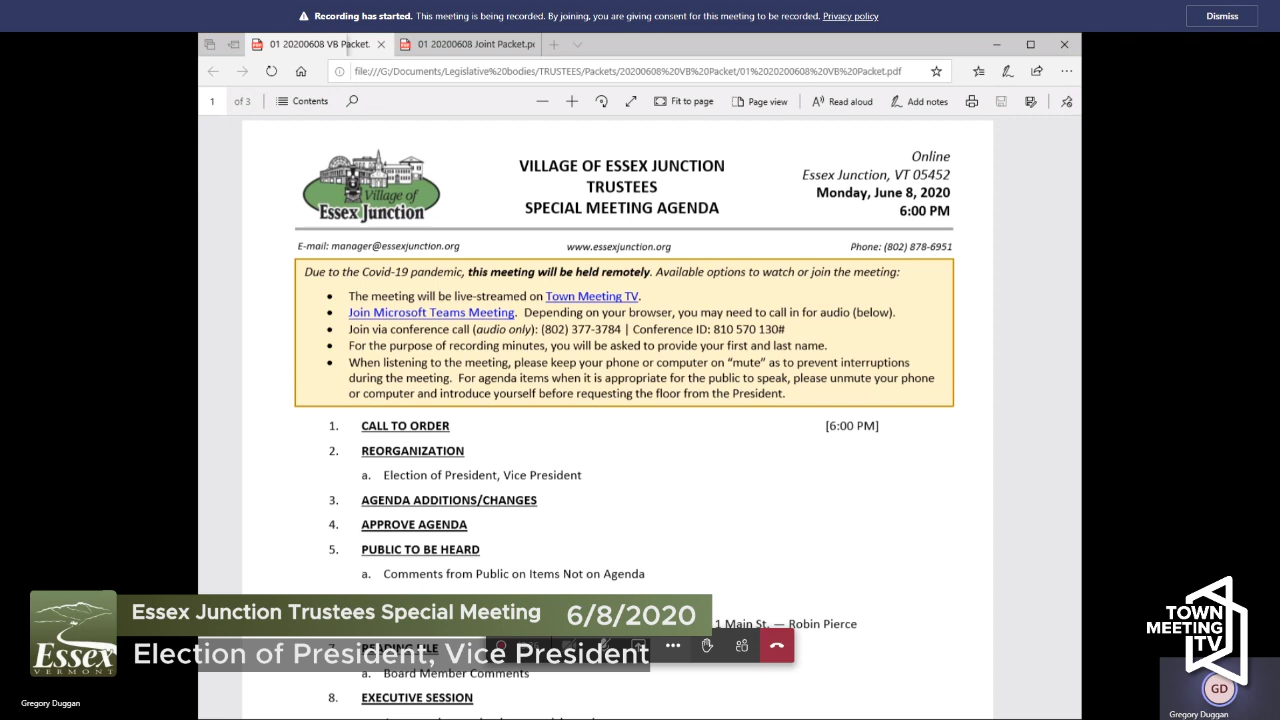 Recording has started. This meeting is being recorded. By joining, you are giving consent for this meeting to be recorded. Privacy policy
Dismiss
01 20200608 VB Packet.
01 20200608 Joint Packet.p
file:///G:/Documents/Legislative%20bodies/TRUSTEES/Packets/20200608%20VB%20Packet/01%2020200608%20VB%20Packet.pdf
1 of 3
Contents
Fit to page
Page view
Read aloud
Add notes
Village of
Essex Junction
VILLAGE OF ESSEX JUNCTION
TRUSTEES
SPECIAL MEETING AGENDA
Online
Essex Junction, VT 05452
Monday, June 8, 2020
6:00 PM
E-mail: manager@essexjunction.org
www.essexjunction.org
Phone: (802) 878-6951
Due to the Covid-19 pandemic, this meeting will be held remotely. Available options to watch or join the meeting:
• The meeting will be live-streamed on Town Meeting TV.
• Join Microsoft Teams Meeting. Depending on your browser, you may need to call in for audio (below).
• Join via conference call (audio only): (802) 377-3784 | Conference ID: 810 570 130#
• For the purpose of recording minutes, you will be asked to provide your first and last name.
• When listening to the meeting, please keep your phone or computer on “mute” as to prevent interruptions
during the meeting. For agenda items when it is appropriate for the public to speak, please unmute your phone
or computer and introduce yourself before requesting the floor from the President.
1. CALL TO ORDER [6:00 PM]
2. REORGANIZATION
a. Election of President, Vice President
3. AGENDA ADDITIONS/CHANGES
4. APPROVE AGENDA
5. PUBLIC TO BE HEARD
a. Comments from Public on Items Not on Agenda
1 Main St. — Robin Pierce
Essex Junction Trustees Special Meeting 6/8/2020
Election of President, Vice President
Essex
VERMONT
a. Board Member Comments
8. EXECUTIVE SESSION
TOWN
MEETING
TV
GD
Gregory Duggan
Gregory Duggan